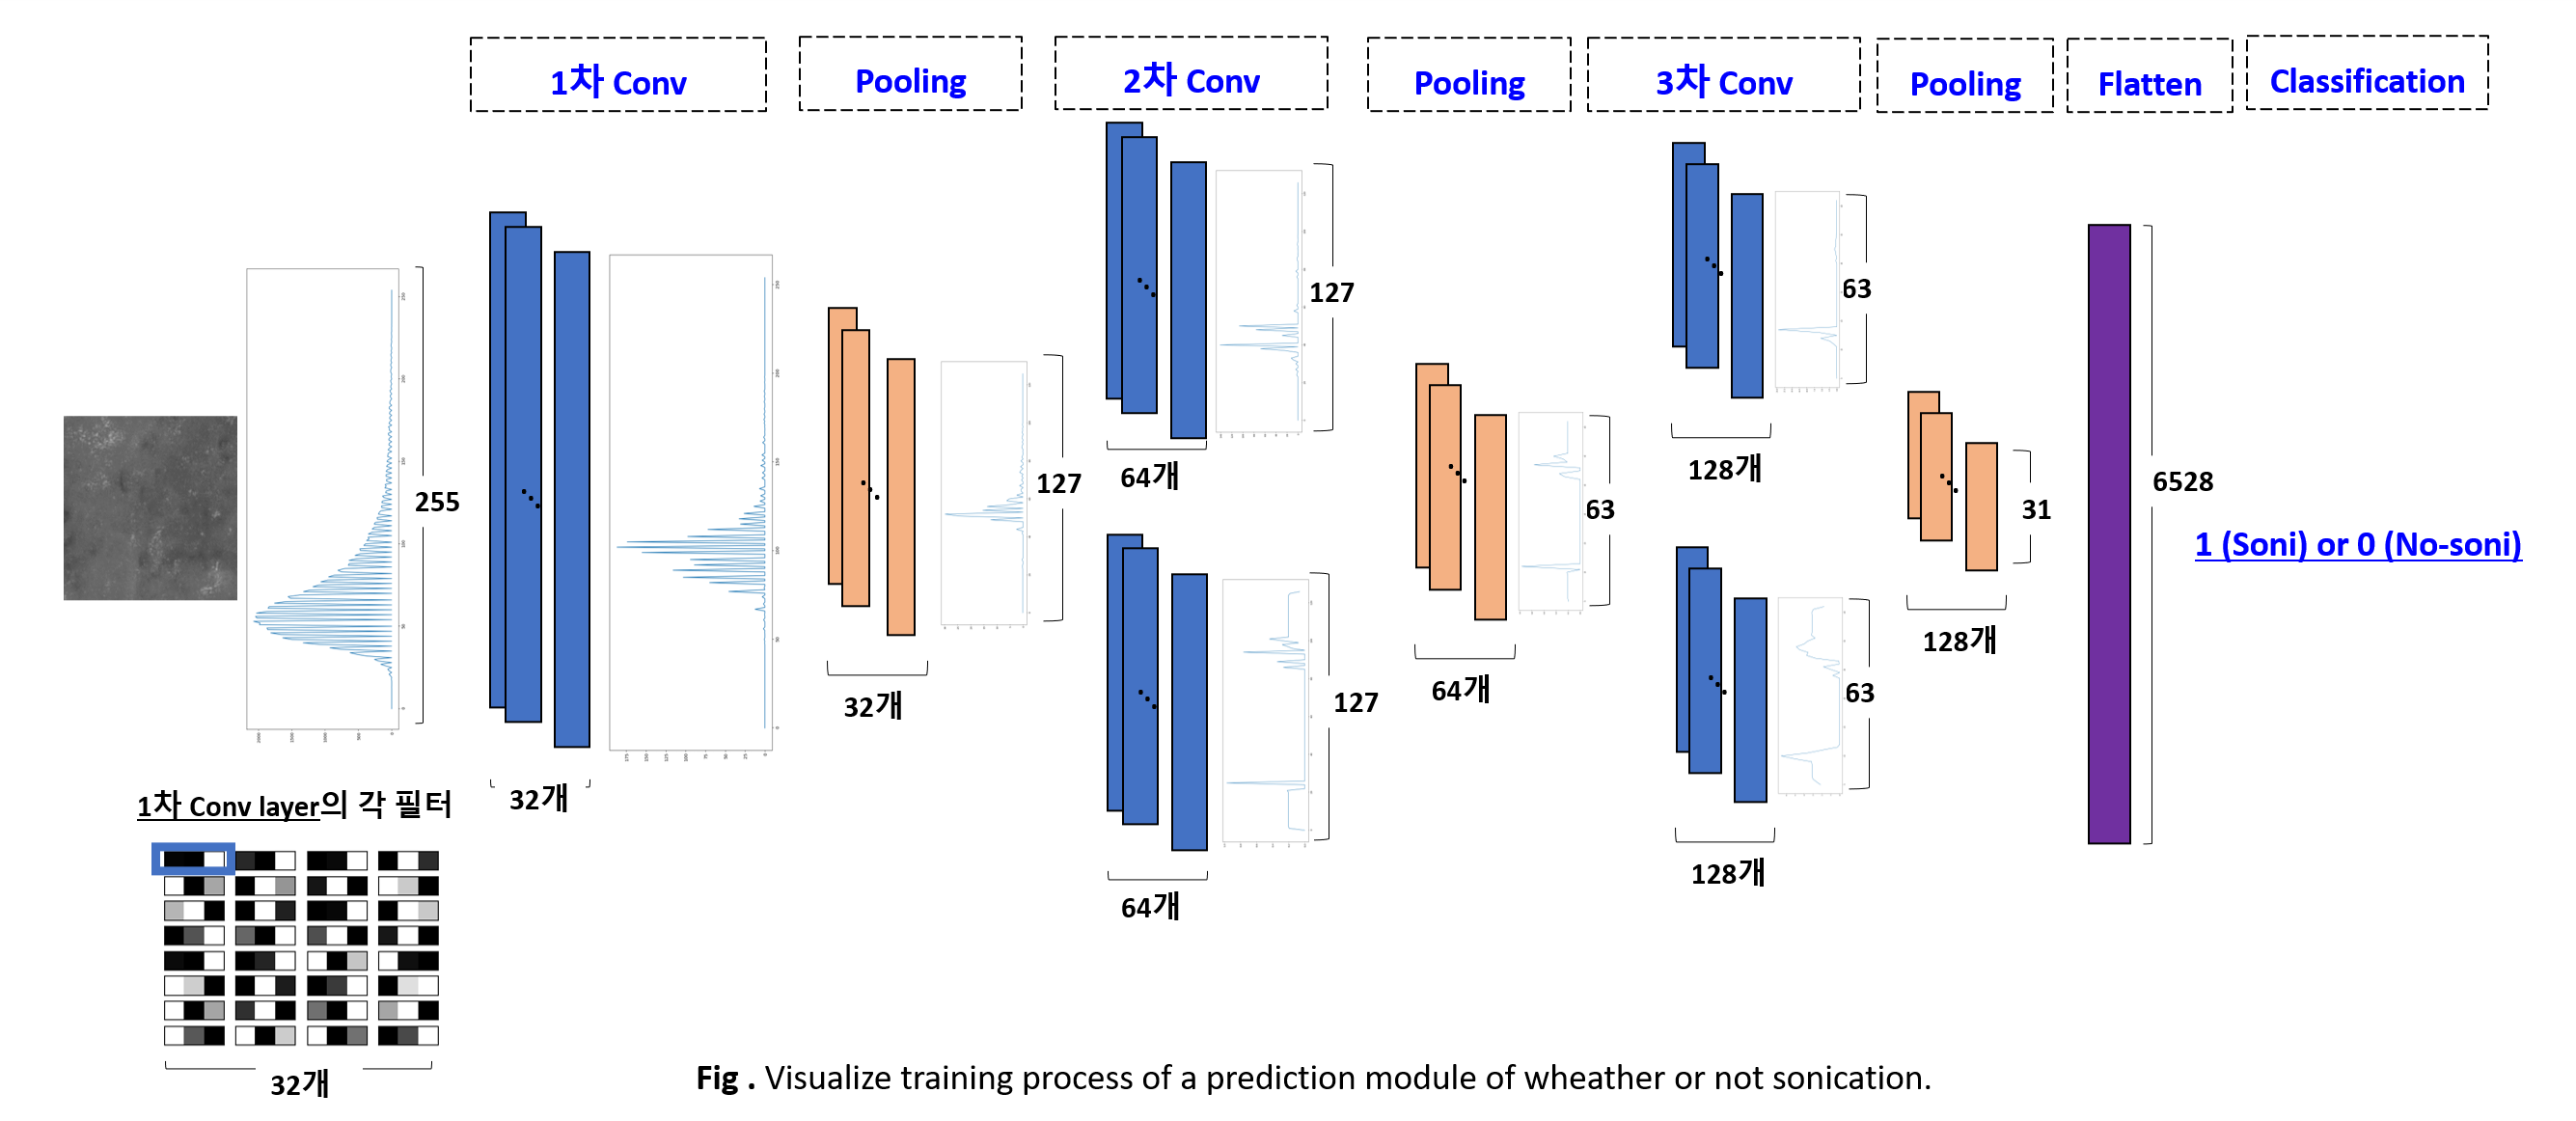 1차 Conv
Pooling
2차 Conv
Pooling
3차 Conv
Pooling
Flatten
Classification
255
32개
127
32개
127
64개
127
64개
63
64개
63
128개
63
128개
31
128개
6528
1 (Soni) or 0 (No-soni)
1차 Conv layer의 각 필터
32개
Fig . Visualize training process of a prediction module of wheather or not sonication.